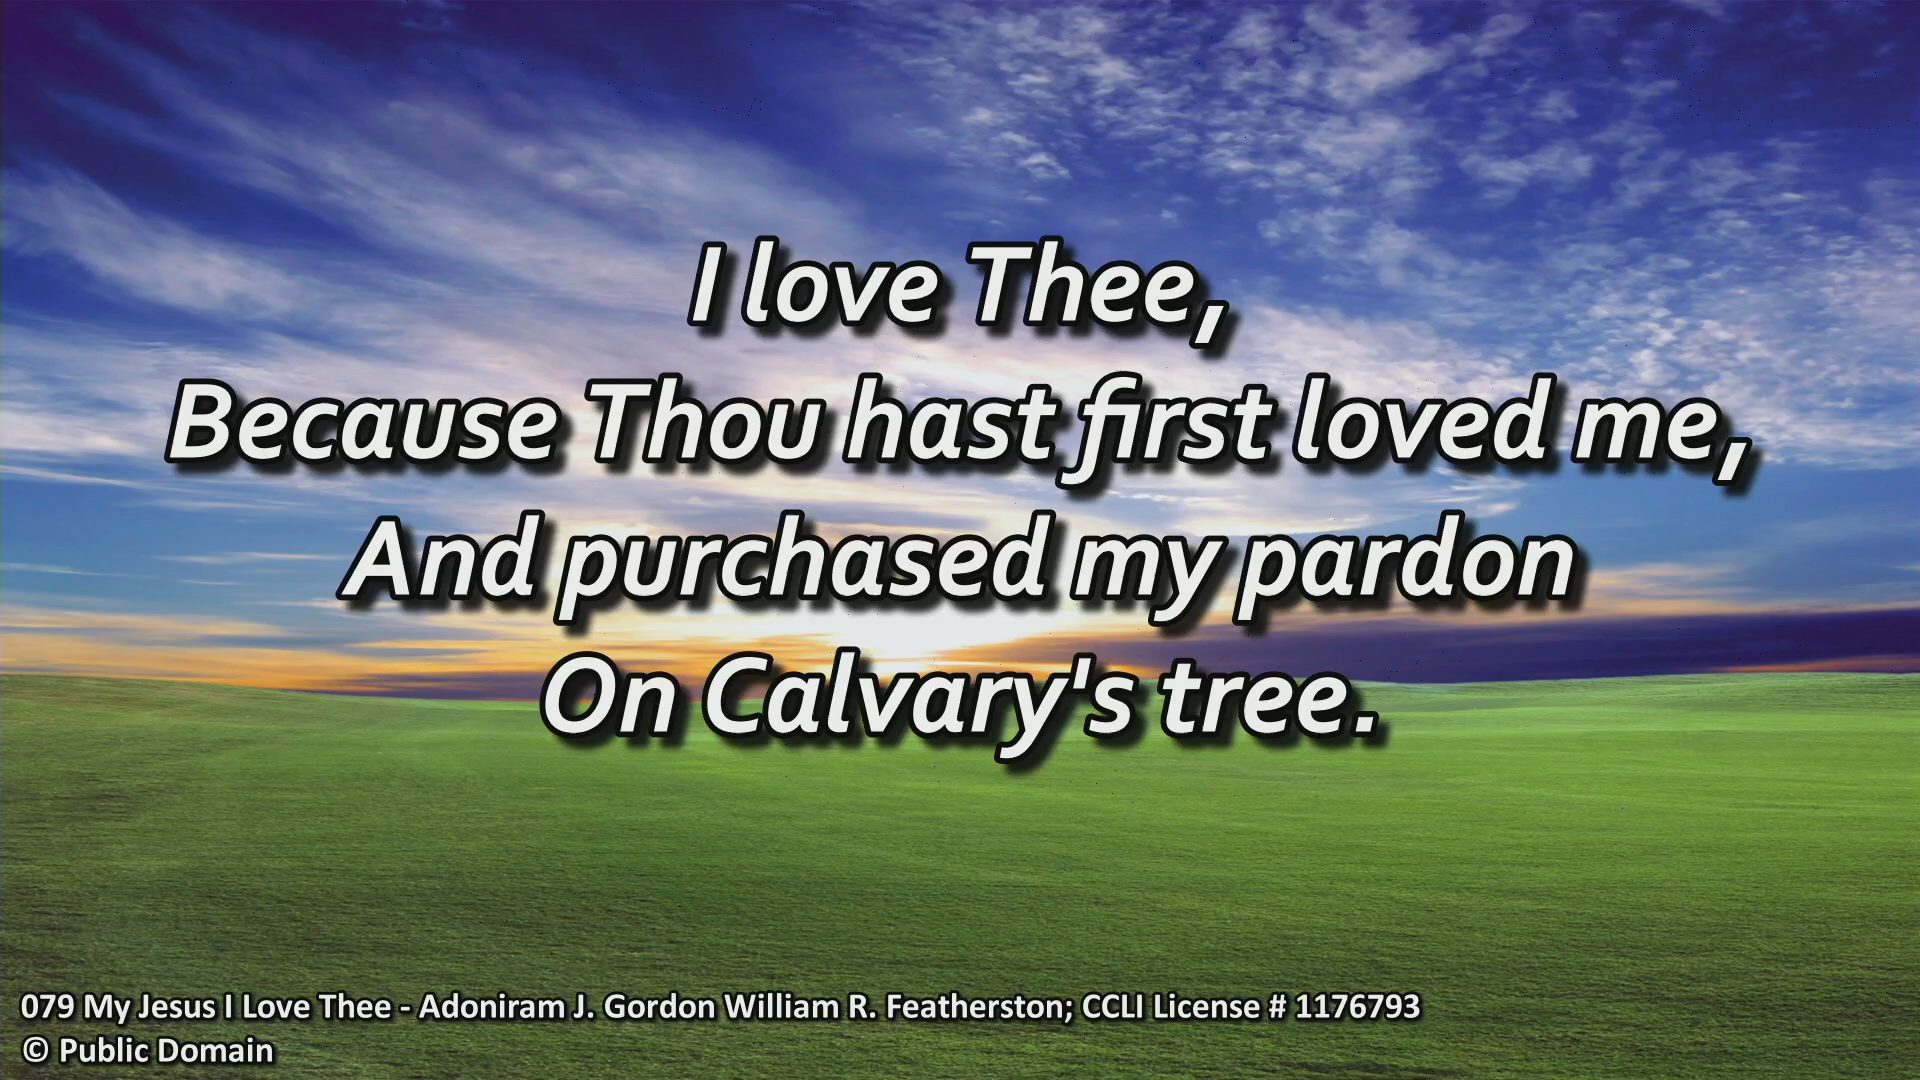 I love Thee,
Because Thou hast first loved me,
And purchased my pardon
On Calvary's tree.
079 My Jesus I Love Thee - Adoniram J. Gordon William R. Featherston; CCLI License # 1176793
© Public Domain